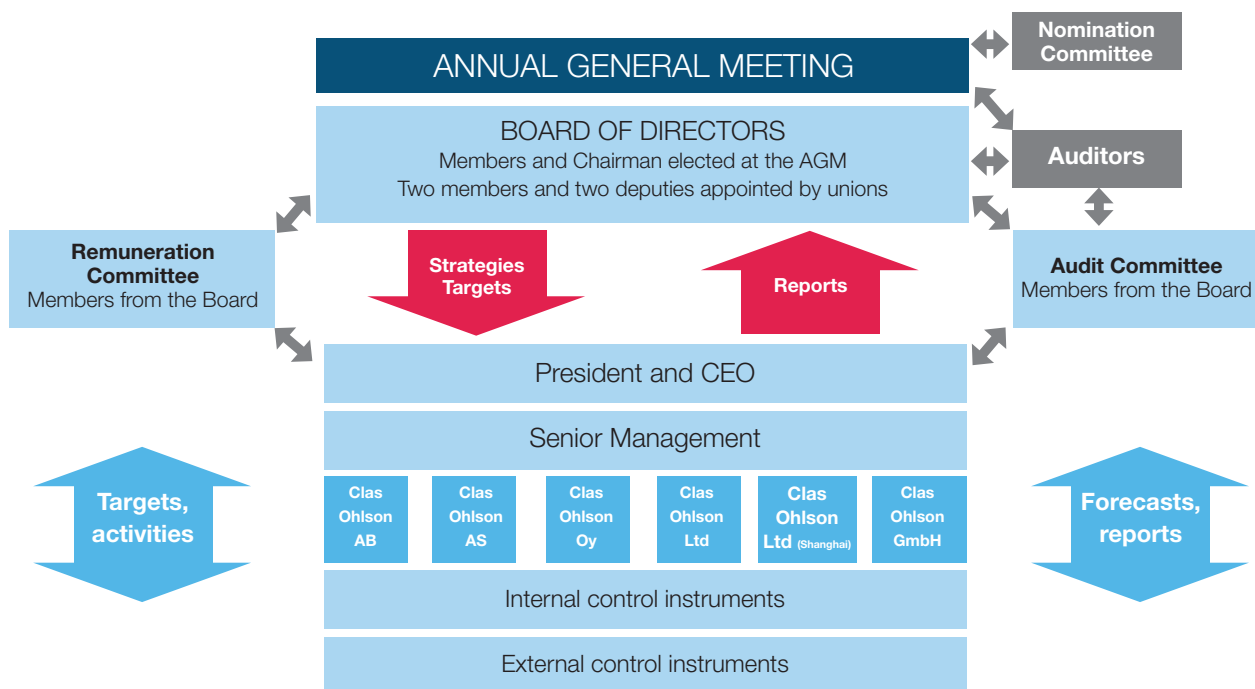 Nomination
Committee
ANNUAL GENERAL MEETING
BOARD OF DIRECTORS
Members and Chairman elected at the AGM
Two members and two deputies appointed by unions
Auditors
Remuneration
Committee
Members from the Board
Strategies
Targets
Reports
Audit Committee
Members from the Board
President and CEO
Senior Management
Targets,
activities
Clas
Ohlson
AB
Clas
Ohlson
AS
Clas
Ohlson
Oy
Clas
Ohlson
Ltd
Clas
Ohlson
Ltd (Shanghai)
Clas
Ohlson
GmbH
Forecasts,
reports
Internal control instruments
External control instruments